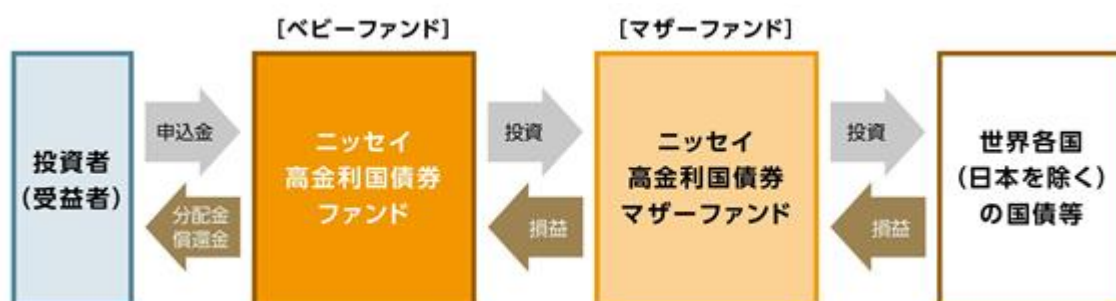 [ベビーファンド]
[マザーファンド]
投資者
(受益者)
申込金
分配金
償還金
ニッセイ
高金利国債券
ファンド
投資
損益
ニッセイ
高金利国債券
マザーファンド
投資
損益
世界各国
(日本を除く)
の国債等